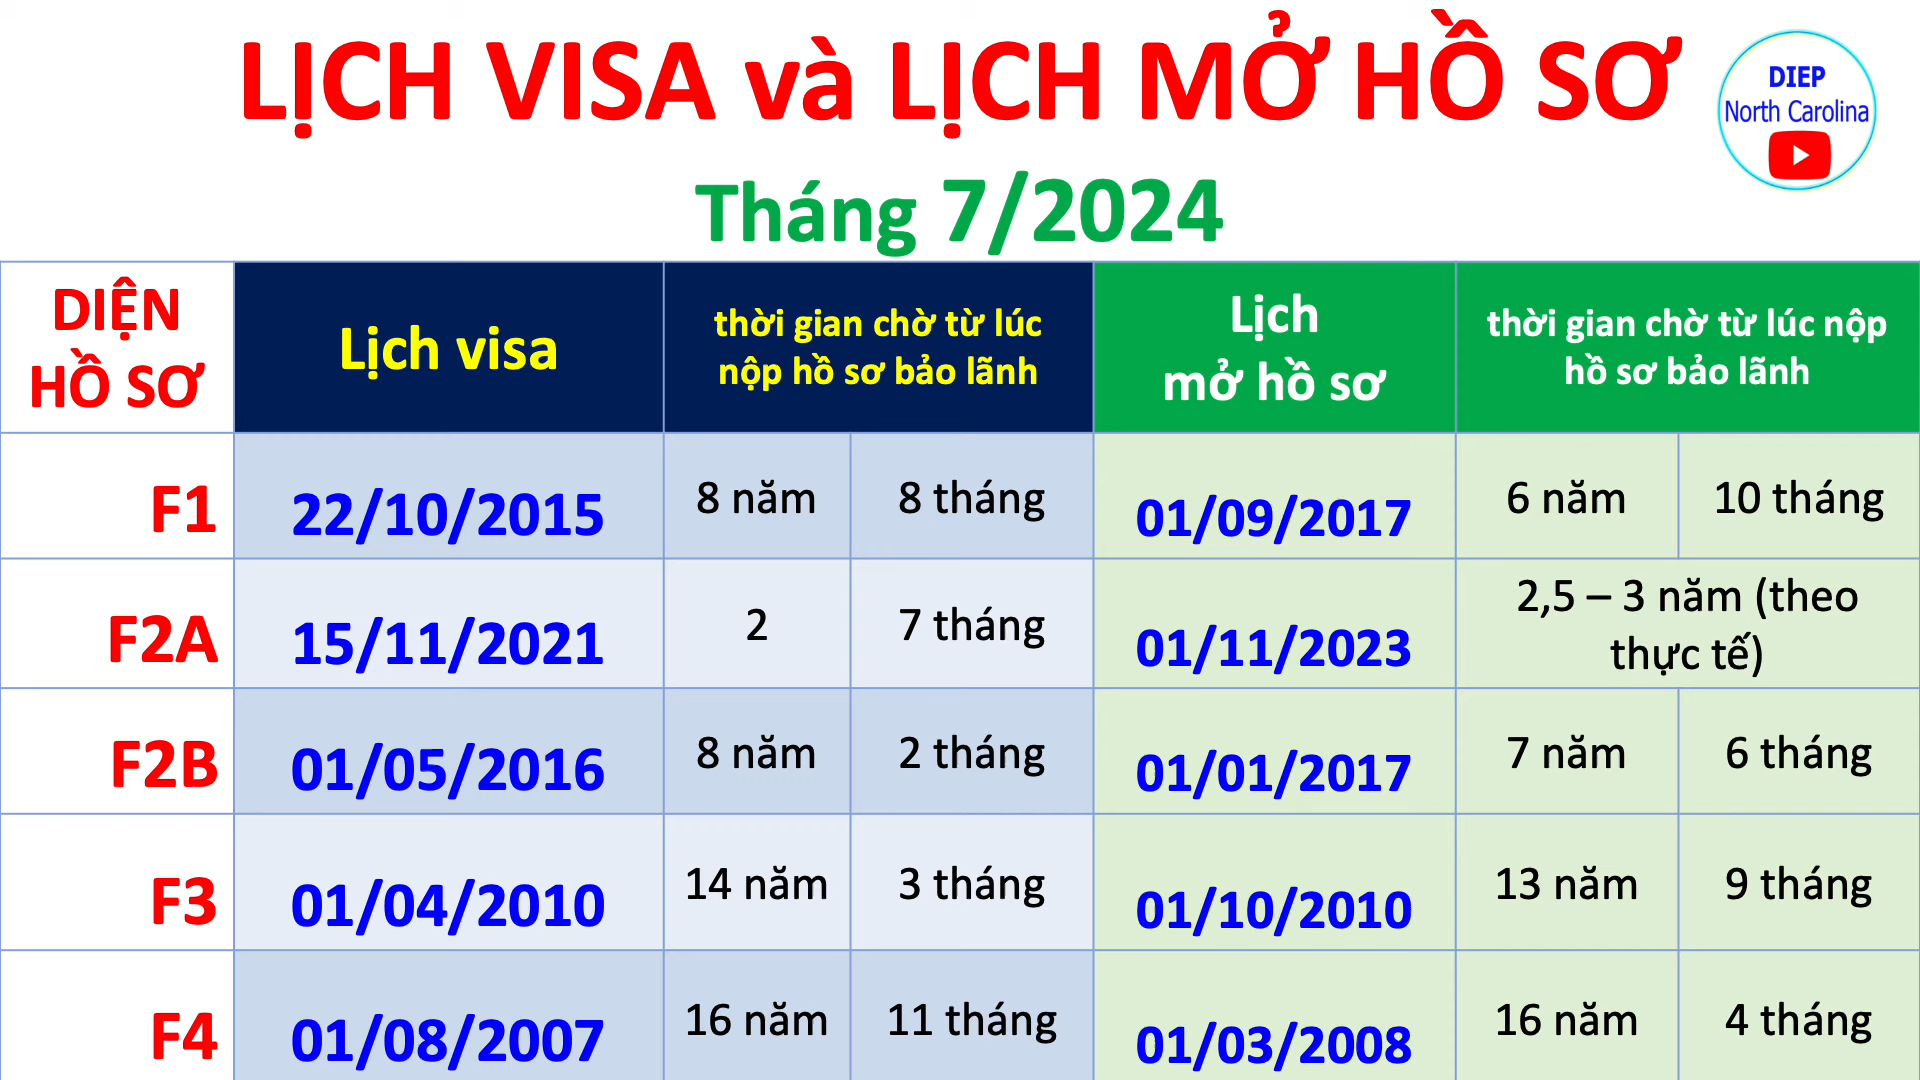 LỊCH VISA và LỊCH MỞ HỒ SƠ
DIEP
North Carolina
Tháng 7/2024
DIỆN
HỒ SƠ
Lịch visa
thời gian chờ từ lúc
nộp hồ sơ bảo lãnh
Lịch
mở hồ sơ
thời gian chờ từ lúc nộp
hồ sơ bảo lãnh
F1 22/10/2015 8 năm 8 tháng 01/09/2017 6 năm 10 tháng
F2A 15/11/2021 2 7 tháng 01/11/2023 2,5 – 3 năm (theo
thực tế)
F2B 01/05/2016 8 năm 2 tháng 01/01/2017 7 năm 6 tháng
F3 01/04/2010 14 năm 3 tháng 01/10/2010 13 năm 9 tháng
F4 01/08/2007 16 năm 11 tháng 01/03/2008 16 năm 4 tháng